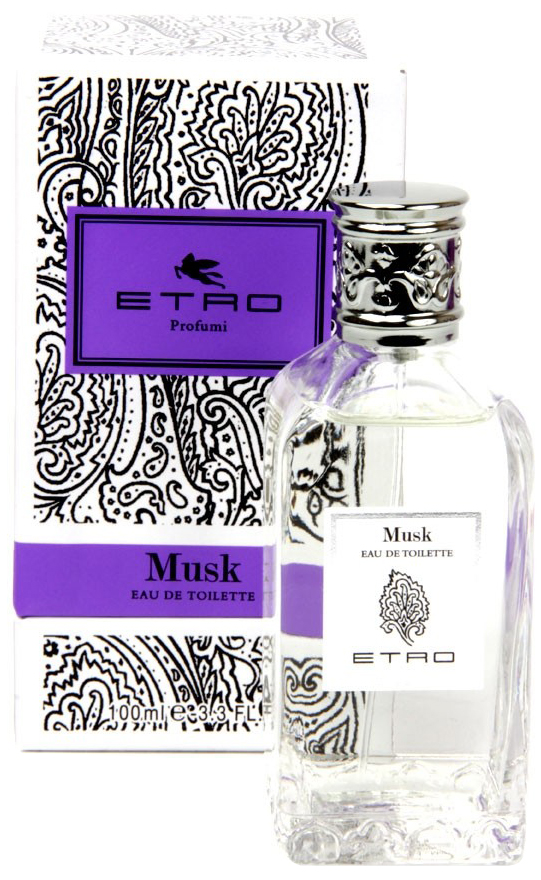 ETRO
Profumi
Musk
EAU DE TOILETTE
100ml e 3.3 FL.
Musk
EAU DE TOILETTE
ETRO